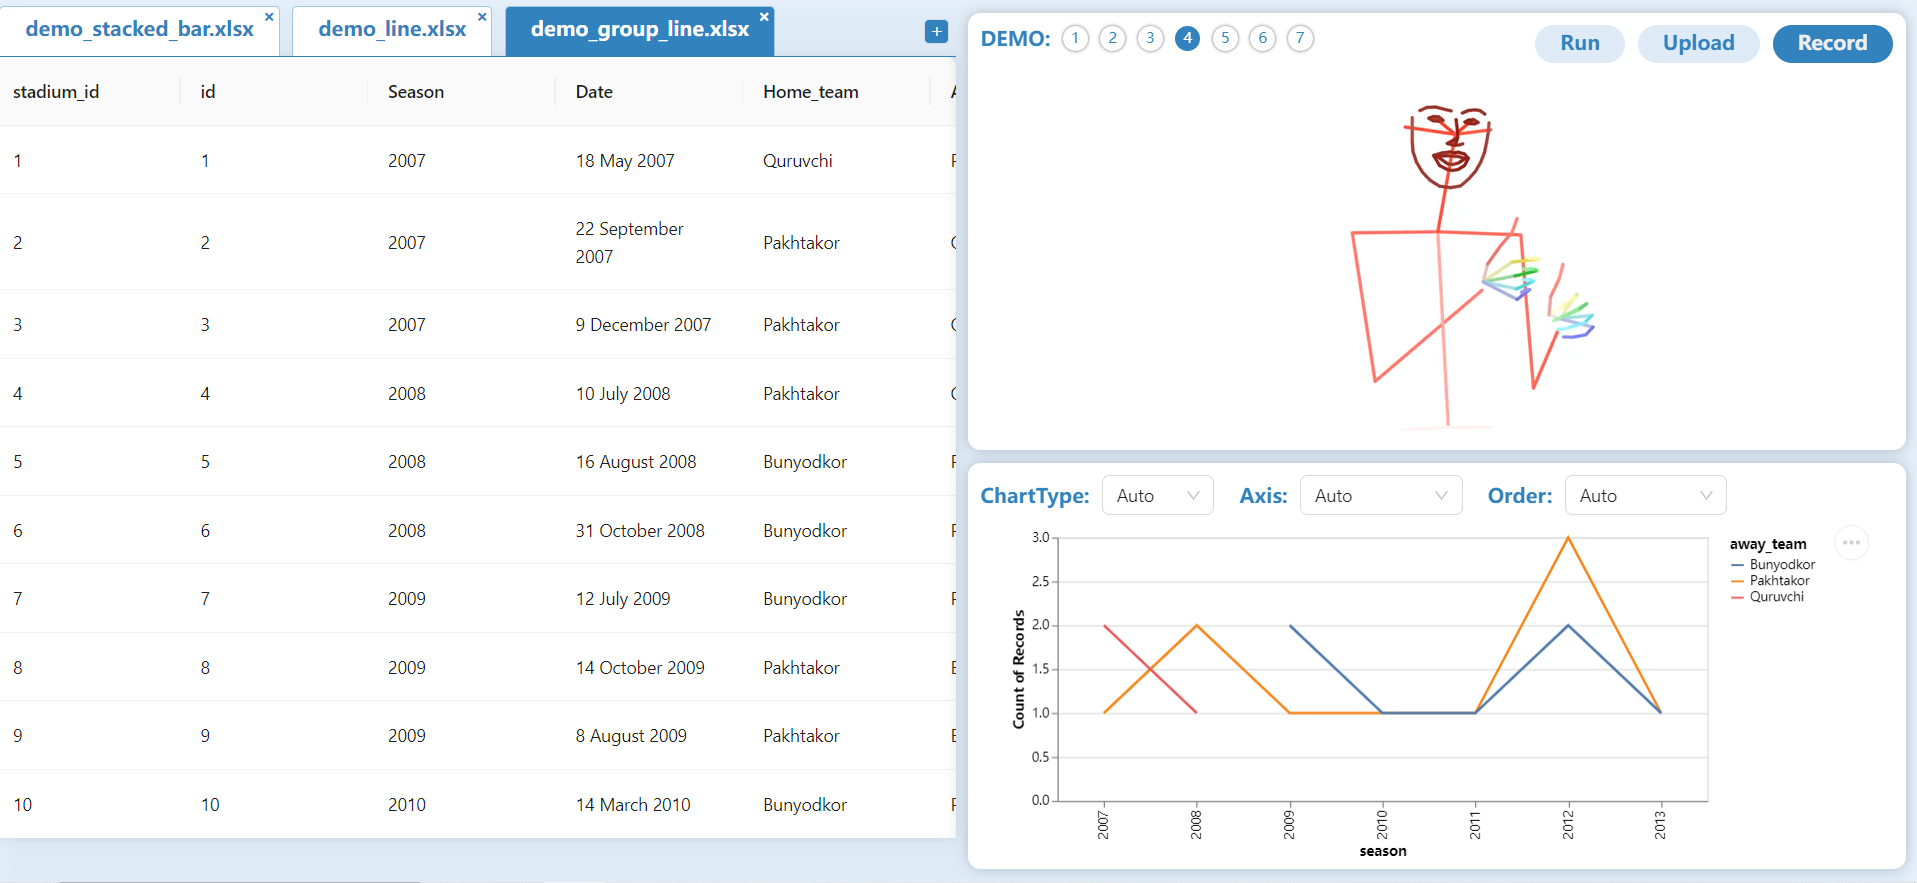 demo_stacked_bar.xlsx × demo_line.xlsx × demo_group_line.xlsx × +
stadium_id id Season Date Home_team
1 1 2007 18 May 2007 Quruvchi
2 2 2007 22 September 2007 Pakhtakor
3 3 2007 9 December 2007 Pakhtakor
4 4 2008 10 July 2008 Pakhtakor
5 5 2008 16 August 2008 Bunyodkor
6 6 2008 31 October 2008 Bunyodkor
7 7 2009 12 July 2009 Bunyodkor
8 8 2009 14 October 2009 Pakhtakor
9 9 2009 8 August 2009 Pakhtakor
10 10 2010 14 March 2010 Bunyodkor
DEMO: 1 2 3 4 5 6 7 Run Upload Record
ChartType: Auto Axis: Auto Order: Auto
away_team
Bunyodkor
Pakhtakor
Quruvchi
Count of Records
3.0
2.5
2.0
1.5
1.0
0.5
0.0
2007 2008 2009 2010 2011 2012 2013
season